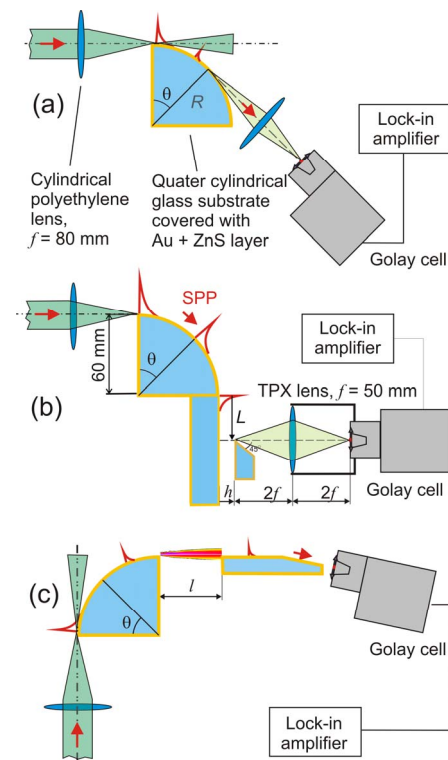 (a)
θ
R
Lock-in
amplifier
Cylindrical
polyethylene
lens,
f = 80 mm
Quater cylindrical
glass substrate
covered with
Au + ZnS layer
Golay cell
(b)
SPP
60 mm
θ
Lock-in
amplifier
TPX lens, f = 50 mm
L
45°
h
2f
2f
Golay cell
(c)
θ
l
Golay cell
Lock-in
amplifier